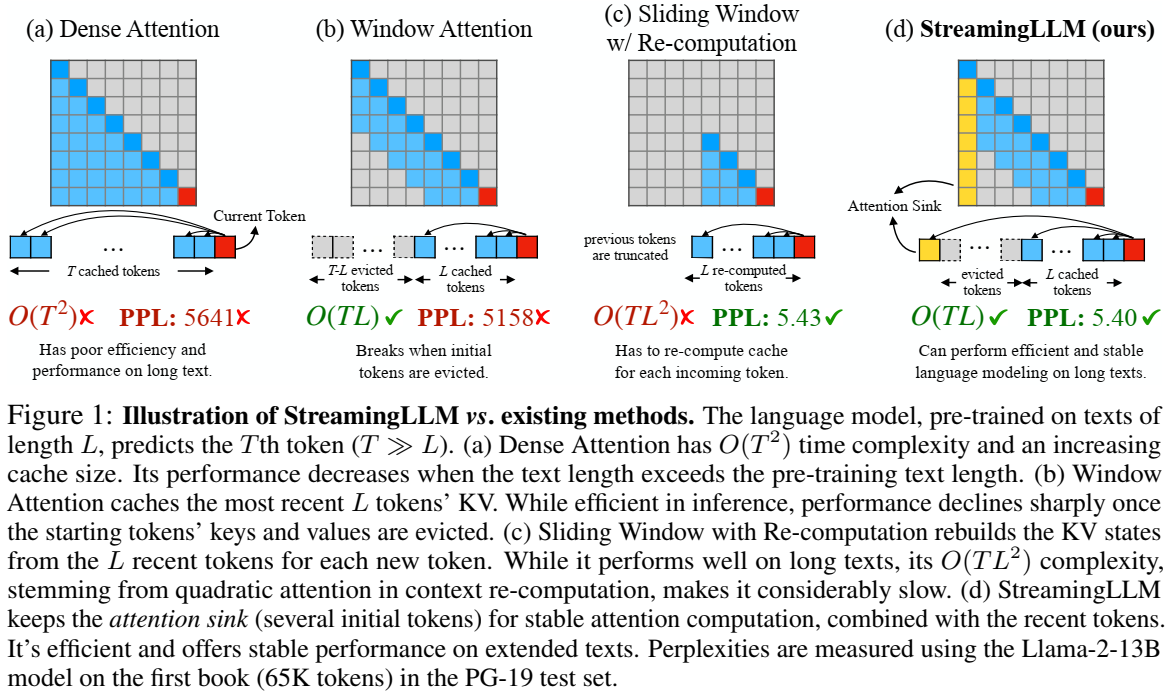 (a) Dense Attention
(b) Window Attention
(c) Sliding Window
w/ Re-computation
(d) StreamingLLM (ours)
Current Token
...
T cached tokens
...
...
T-L evicted
tokens
L cached
tokens
previous tokens
are truncated
...
L re-computed
tokens
Attention Sink
...
...
evicted
tokens
L cached
tokens
O(T²)✗ PPL: 5641✗
Has poor efficiency and
performance on long text.
O(TL)✓ PPL: 5158✗
Breaks when initial
tokens are evicted.
O(TL²)✗ PPL: 5.43✓
Has to re-compute cache
for each incoming token.
O(TL)✓ PPL: 5.40✓
Can perform efficient and stable
language modeling on long texts.
Figure 1: Illustration of StreamingLLM vs. existing methods. The language model, pre-trained on texts of
length L, predicts the Tth token (T ≫ L). (a) Dense Attention has O(T²) time complexity and an increasing
cache size. Its performance decreases when the text length exceeds the pre-training text length. (b) Window
Attention caches the most recent L tokens' KV. While efficient in inference, performance declines sharply once
the starting tokens' keys and values are evicted. (c) Sliding Window with Re-computation rebuilds the KV states
from the L recent tokens for each new token. While it performs well on long texts, its O(TL²) complexity,
stemming from quadratic attention in context re-computation, makes it considerably slow. (d) StreamingLLM
keeps the attention sink (several initial tokens) for stable attention computation, combined with the recent tokens.
It's efficient and offers stable performance on extended texts. Perplexities are measured using the Llama-2-13B
model on the first book (65K tokens) in the PG-19 test set.